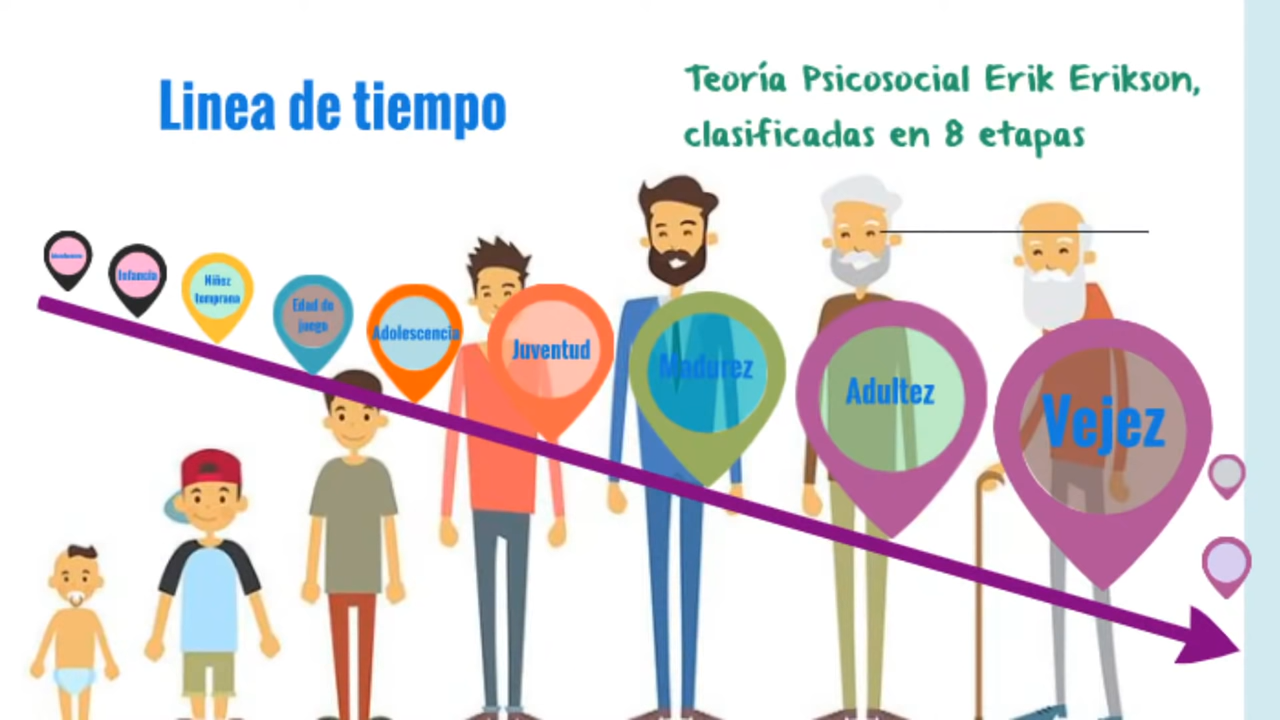 Linea de tiempo
Teoría Psicosocial Erik Erikson,
clasificadas en 8 etapas
Infancia
Niñez
temprana
Edad de
juego
Adolescencia
Juventud
Madurez
Adultez
Vejez